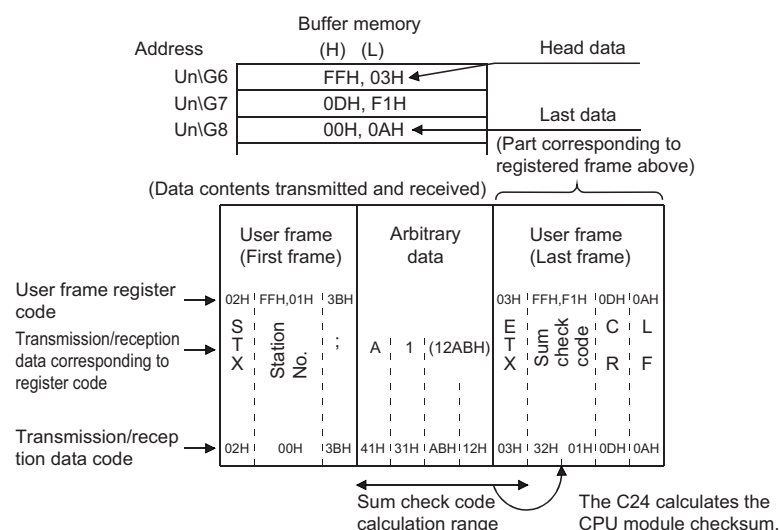 Buffer memory
Address (H) (L) Head data
Un\G6 FFH, 03H
Un\G7 0DH, F1H
Un\G8 00H, 0AH Last data
(Part corresponding to
registered frame above)
(Data contents transmitted and received)
User frame
(First frame)
Arbitrary
data
User frame
(Last frame)
User frame register
code
02H FFH,01H 3BH 03H FFH,F1H 0DH 0AH
Transmission/reception
data corresponding to
register code
STX Station No. ; A 1 (12ABH) ETX Sum check code CR LF
Transmission/recep
tion data code
02H 00H 3BH 41H 31H ABH 12H 03H 32H 01H 0DH 0AH
Sum check code
calculation range
The C24 calculates the
CPU module checksum.